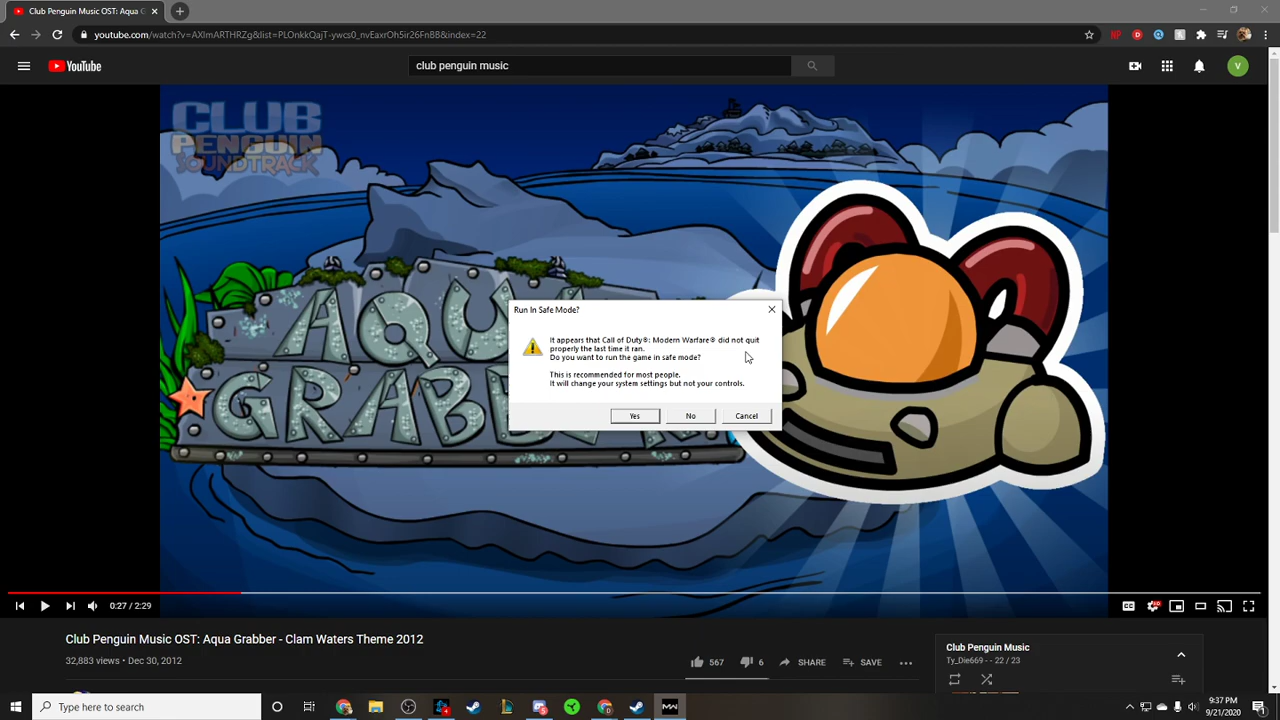 Club Penguin Music OST: Aqua G
youtube.com/watch?v=AXlmARTHRZg&list=PLOnkkQajT-ywcs0_nvEaxrOh5ir26FnBB&index=22
YouTube
club penguin music
V
CLUB
PENGUIN
SOUNDTRACK
AQUA
GRABBER
Run In Safe Mode?
It appears that Call of Duty®: Modern Warfare® did not quit
properly the last time it ran.
Do you want to run the game in safe mode?
This is recommended for most people.
It will change your system settings but not your controls.
Yes No Cancel
0:27 / 2:29
Club Penguin Music OST: Aqua Grabber - Clam Waters Theme 2012
32,883 views • Dec 30, 2012
567 6 SHARE SAVE
Club Penguin Music
Ty_Die669 - - 22 / 23
Type here to search
9:37 PM
9/21/2020